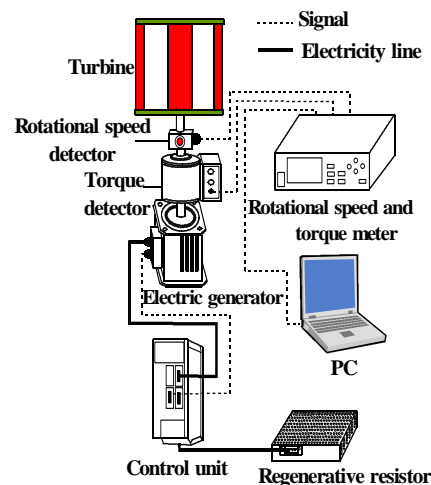 Signal
Electricity line
Turbine
Rotational speed
detector
Torque
detector
Rotational speed and
torque meter
Electric generator
PC
Control unit
Regenerative resistor